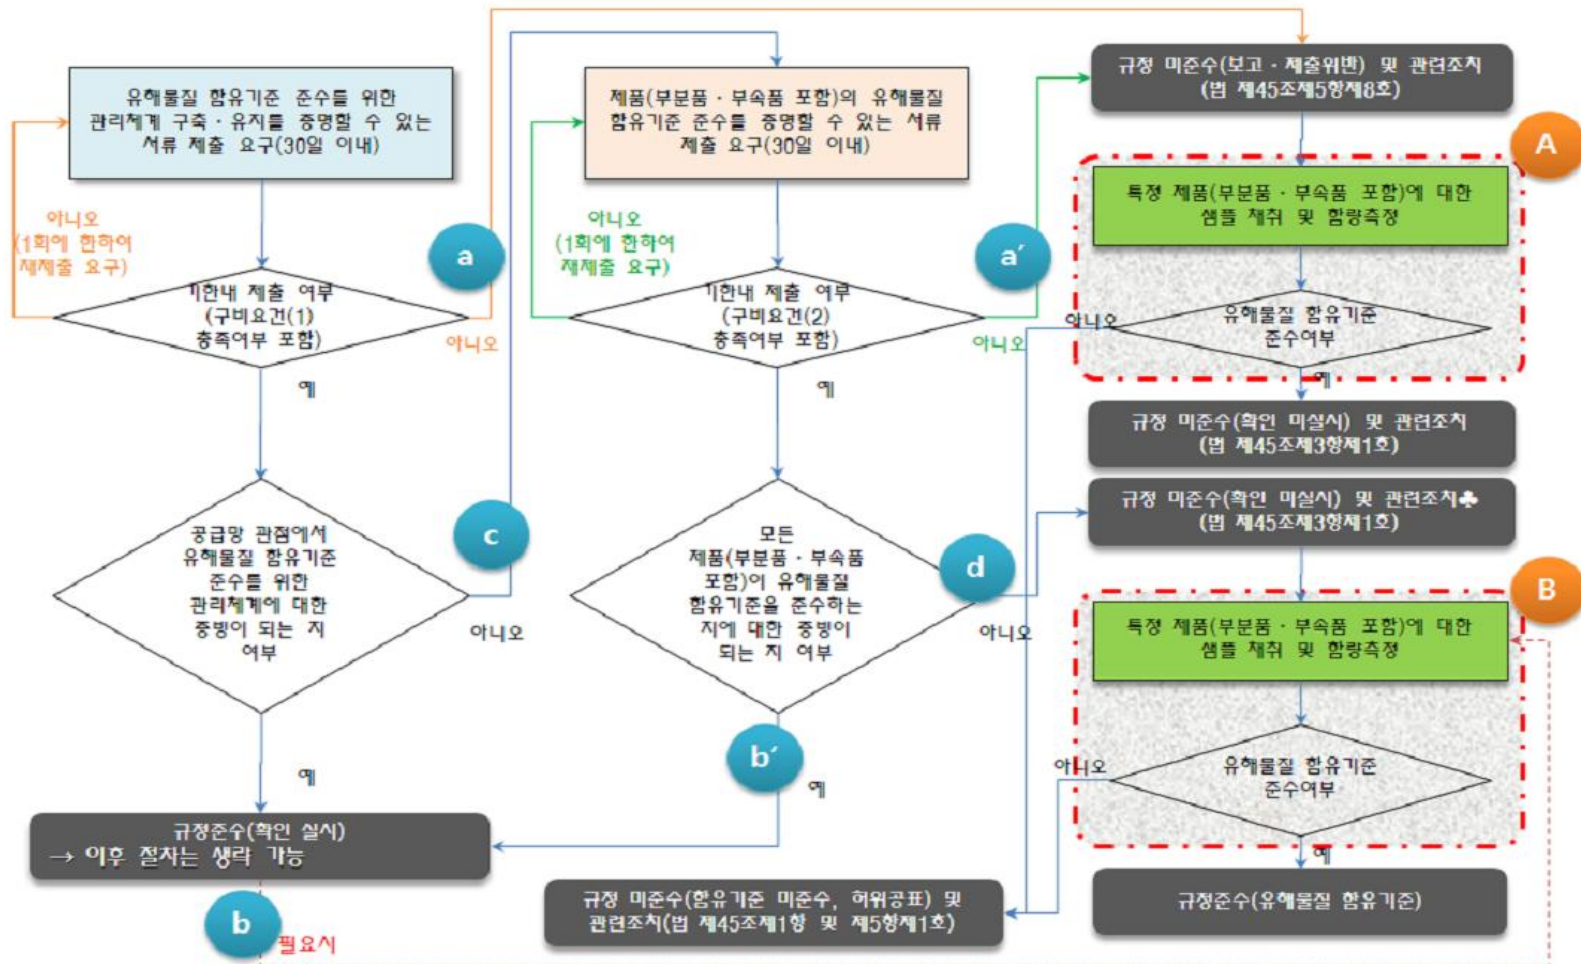 유해물질 함유기준 준수를 위한
관리체계 구축·유지를 증명할 수 있는
서류 제출 요구(30일 이내)
아니오
(1회에 한하여
재제출 요구)
a
기한내 제출 여부
(구비요건(1)
충족여부 포함)
아니오
예
공급망 관점에서
유해물질 함유기준
준수를 위한
관리체계에 대한
증빙이 되는 지
여부
c
아니오
예
규정준수(확인 실시)
→ 이후 절차는 생략 가능
b
필요시
제품(부분품·부속품 포함)의 유해물질
함유기준 준수를 증명할 수 있는 서류
제출 요구(30일 이내)
아니오
(1회에 한하여
재제출 요구)
a′
기한내 제출 여부
(구비요건(2)
충족여부 포함)
아니오
예
모든
제품(부분품·부속품
포함)이 유해물질
함유기준을 준수하는
지에 대한 증빙이
되는 지 여부
d
아니오
b′
예
규정 미준수(함유기준 미준수, 허위공표) 및
관련조치(법 제45조제1항 및 제5항제1호)
규정 미준수(보고·제출위반) 및 관련조치
(법 제45조제5항제8호)
A
특정 제품(부분품·부속품 포함)에 대한
샘플 채취 및 함량측정
아니오
유해물질 함유기준
준수여부
예
규정 미준수(확인 미실시) 및 관련조치
(법 제45조제3항제1호)
규정 미준수(확인 미실시) 및 관련조치♣
(법 제45조제3항제1호)
B
특정 제품(부분품·부속품 포함)에 대한
샘플 채취 및 함량측정
아니오
유해물질 함유기준
준수여부
예
규정준수(유해물질 함유기준)